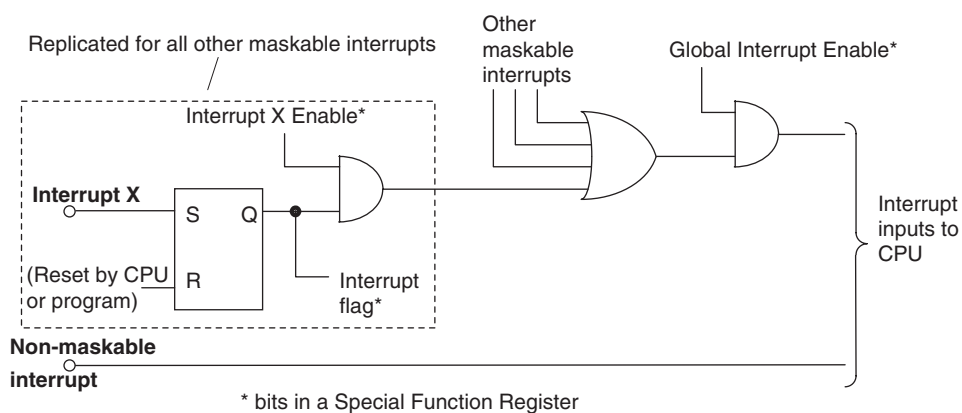 Replicated for all other maskable interrupts
Other
maskable
interrupts
Global Interrupt Enable*
Interrupt X Enable*
Interrupt X
S
Q
R
(Reset by CPU
or program)
Interrupt
flag*
Interrupt
inputs to
CPU
Non-maskable
interrupt
* bits in a Special Function Register